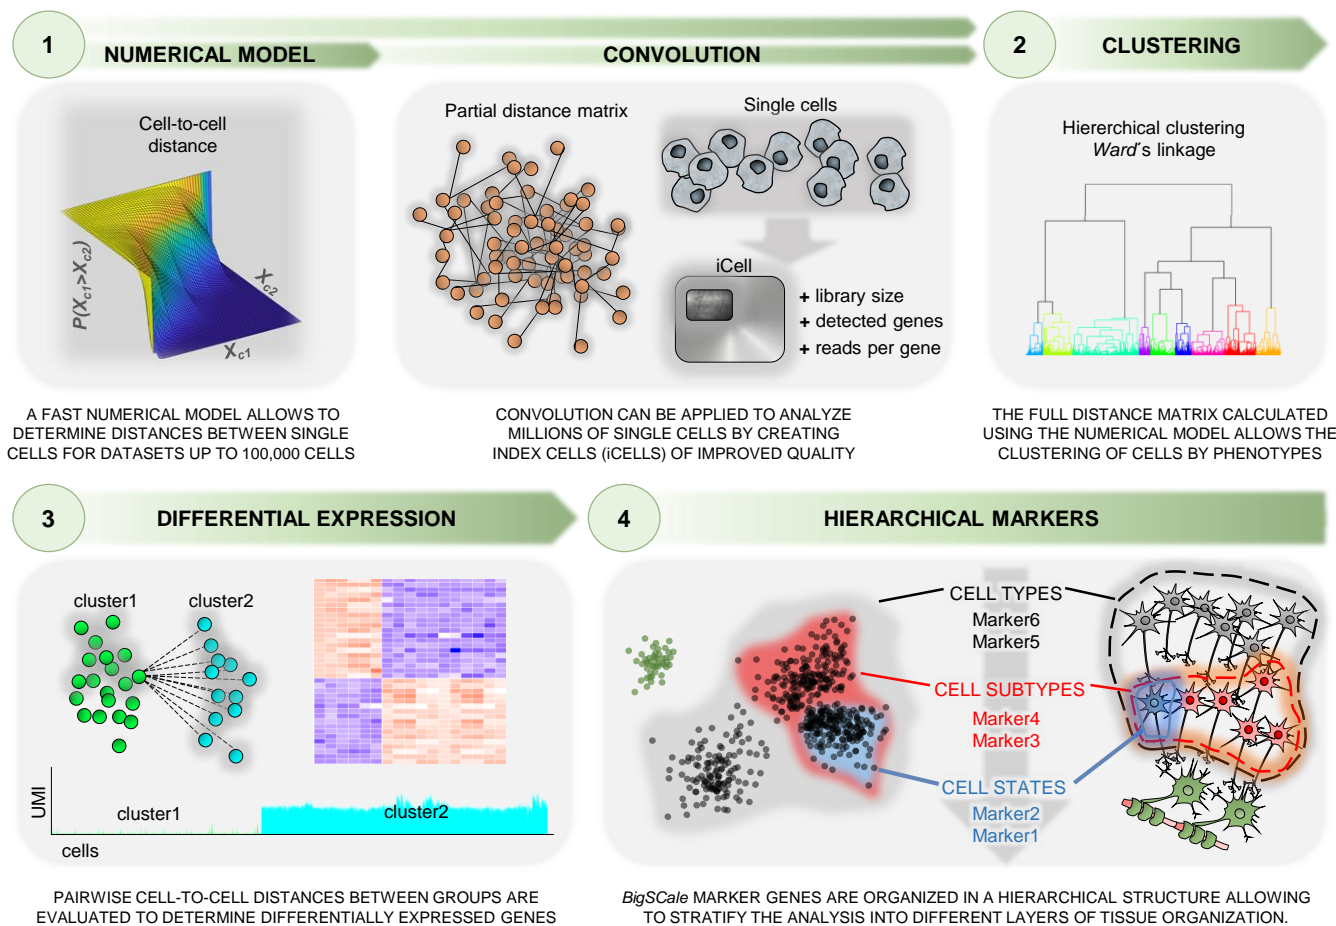 1
NUMERICAL MODEL
CONVOLUTION
2
CLUSTERING
Cell-to-cell
distance
P(Xc1>Xc2)
Xc2
Xc1
Partial distance matrix
Single cells
iCell
+ library size
+ detected genes
+ reads per gene
Hiererchical clustering
Ward´s linkage
A FAST NUMERICAL MODEL ALLOWS TO
DETERMINE DISTANCES BETWEEN SINGLE
CELLS FOR DATASETS UP TO 100,000 CELLS
CONVOLUTION CAN BE APPLIED TO ANALYZE
MILLIONS OF SINGLE CELLS BY CREATING
INDEX CELLS (iCELLS) OF IMPROVED QUALITY
THE FULL DISTANCE MATRIX CALCULATED
USING THE NUMERICAL MODEL ALLOWS THE
CLUSTERING OF CELLS BY PHENOTYPES
3
DIFFERENTIAL EXPRESSION
4
HIERARCHICAL MARKERS
cluster1
cluster2
UMI
cluster1
cluster2
cells
CELL TYPES
Marker6
Marker5
CELL SUBTYPES
Marker4
Marker3
CELL STATES
Marker2
Marker1
PAIRWISE CELL-TO-CELL DISTANCES BETWEEN GROUPS ARE
EVALUATED TO DETERMINE DIFFERENTIALLY EXPRESSED GENES
BigSCale MARKER GENES ARE ORGANIZED IN A HIERARCHICAL STRUCTURE ALLOWING
TO STRATIFY THE ANALYSIS INTO DIFFERENT LAYERS OF TISSUE ORGANIZATION.